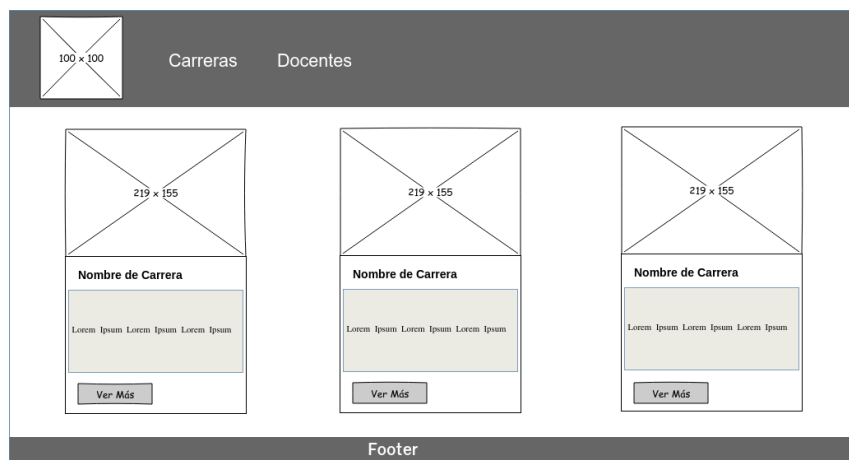 100 x 100
Carreras
Docentes
219 x 155
219 x 155
219 x 155
Nombre de Carrera
Nombre de Carrera
Nombre de Carrera
Lorem Ipsum Lorem Ipsum Lorem Ipsum
Lorem Ipsum Lorem Ipsum Lorem Ipsum
Lorem Ipsum Lorem Ipsum Lorem Ipsum
Ver Más
Ver Más
Ver Más
Footer